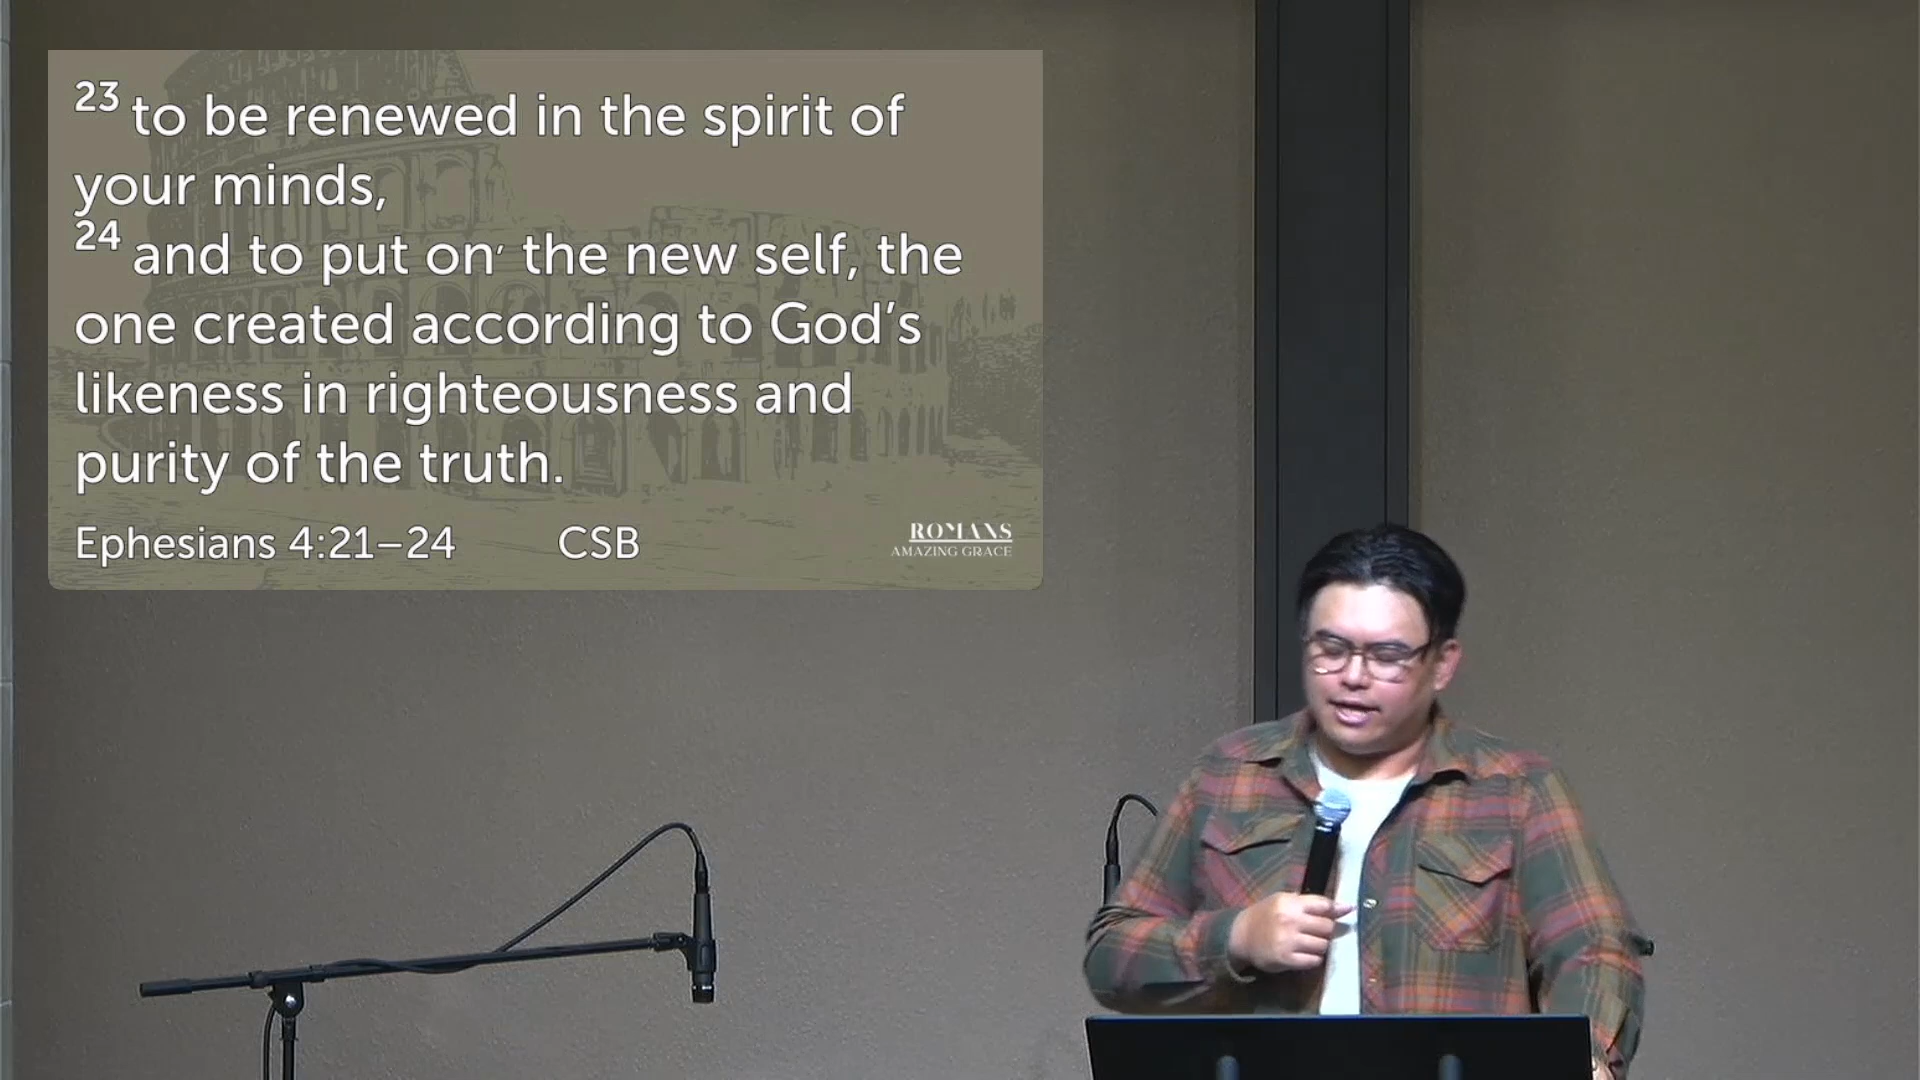 23 to be renewed in the spirit of
your minds,
24 and to put on′ the new self, the
one created according to God’s
likeness in righteousness and
purity of the truth.
Ephesians 4:21–24 CSB
ROMANS
AMAZING GRACE